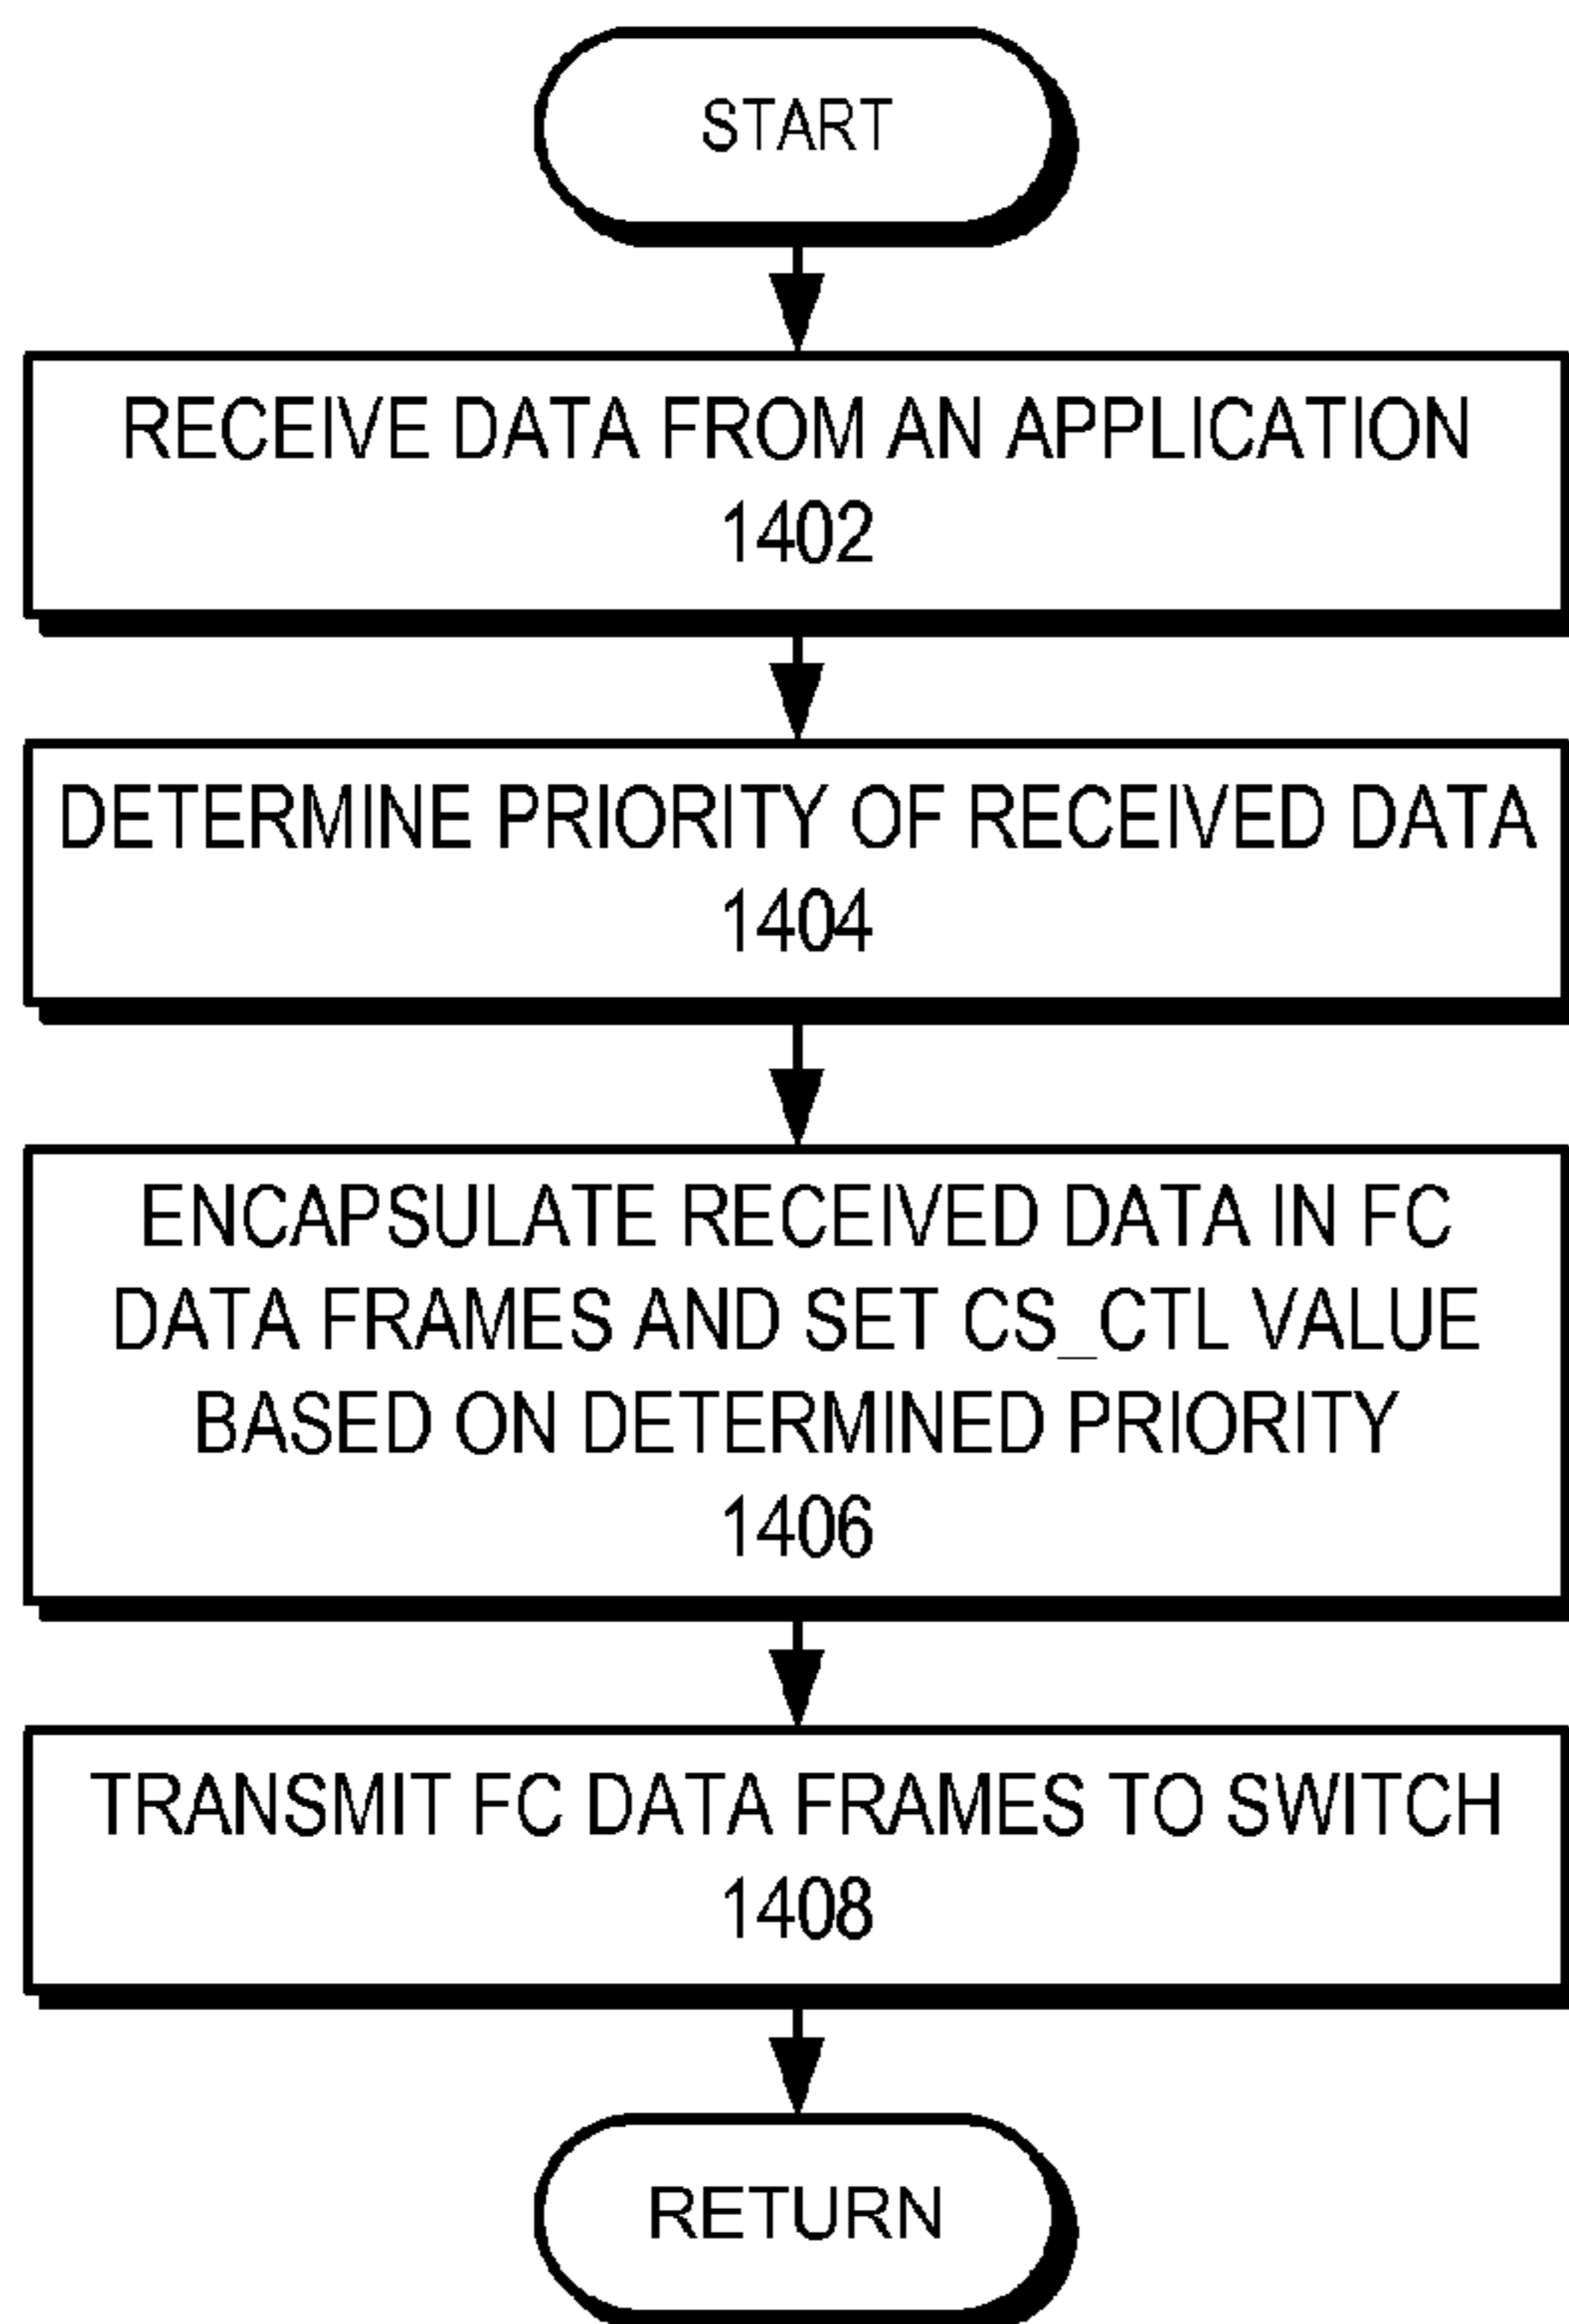 START
RECEIVE DATA FROM AN APPLICATION
1402
DETERMINE PRIORITY OF RECEIVED DATA
1404
ENCAPSULATE RECEIVED DATA IN FC
DATA FRAMES AND SET CS_CTL VALUE
BASED ON DETERMINED PRIORITY
1406
TRANSMIT FC DATA FRAMES TO SWITCH
1408
RETURN